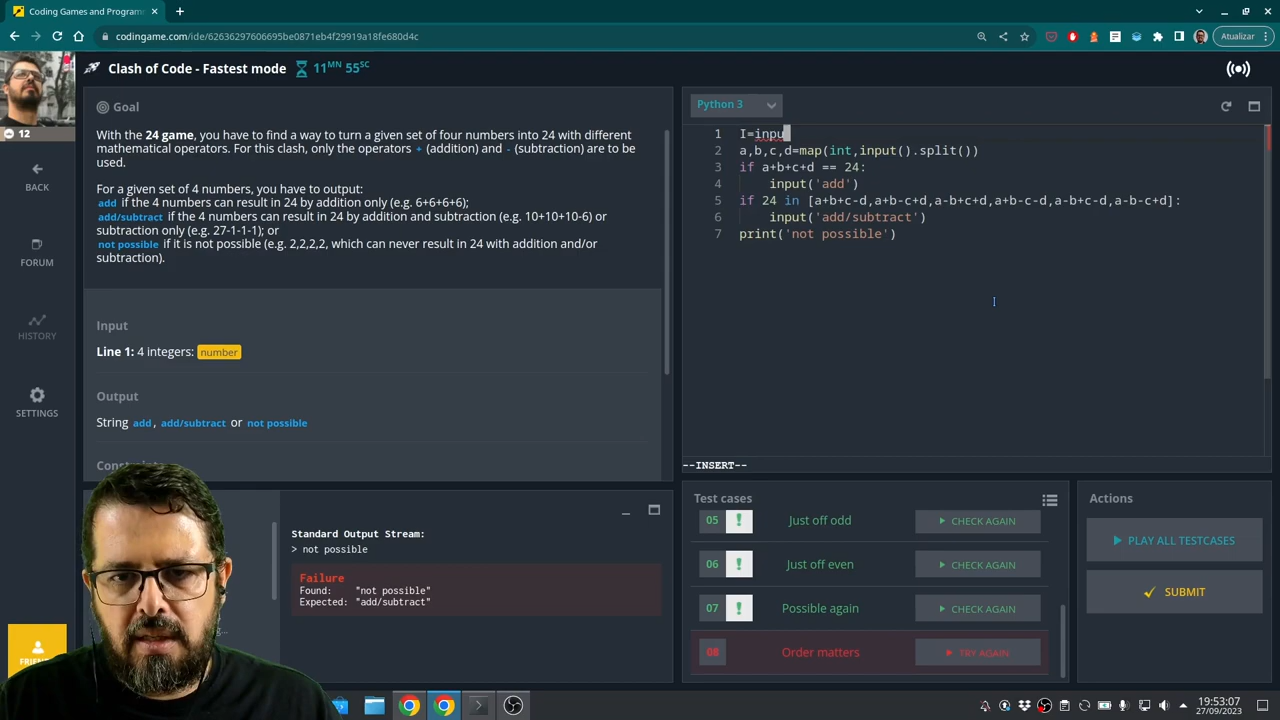 Coding Games and Programm
codingame.com/ide/62636297606695be0871eb4f29919a18fe680d4c
Atualizar
Clash of Code - Fastest mode
11 MN 55 SC
12
BACK
FORUM
HISTORY
SETTINGS
Goal
With the 24 game, you have to find a way to turn a given set of four numbers into 24 with different
mathematical operators. For this clash, only the operators + (addition) and - (subtraction) are to be
used.
For a given set of 4 numbers, you have to output:
add if the 4 numbers can result in 24 by addition only (e.g. 6+6+6+6);
add/subtract if the 4 numbers can result in 24 by addition and subtraction (e.g. 10+10+10-6) or
subtraction only (e.g. 27-1-1-1); or
not possible if it is not possible (e.g. 2,2,2,2, which can never result in 24 with addition and/or
subtraction).
Input
Line 1: 4 integers: number
Output
String add, add/subtract or not possible
Constraints
Python 3
1 I=inpu
2 a,b,c,d=map(int,input().split())
3 if a+b+c+d == 24:
4 input('add')
5 if 24 in [a+b+c-d,a+b-c+d,a-b+c+d,a+b-c-d,a-b+c-d,a-b-c+d]:
6 input('add/subtract')
7 print('not possible')
--INSERT--
Standard Output Stream:
> not possible
Failure
Found: "not possible"
Expected: "add/subtract"
Test cases
05 Just off odd CHECK AGAIN
06 Just off even CHECK AGAIN
07 Possible again CHECK AGAIN
08 Order matters TRY AGAIN
Actions
PLAY ALL TESTCASES
SUBMIT
19:53:07
27/09/2023